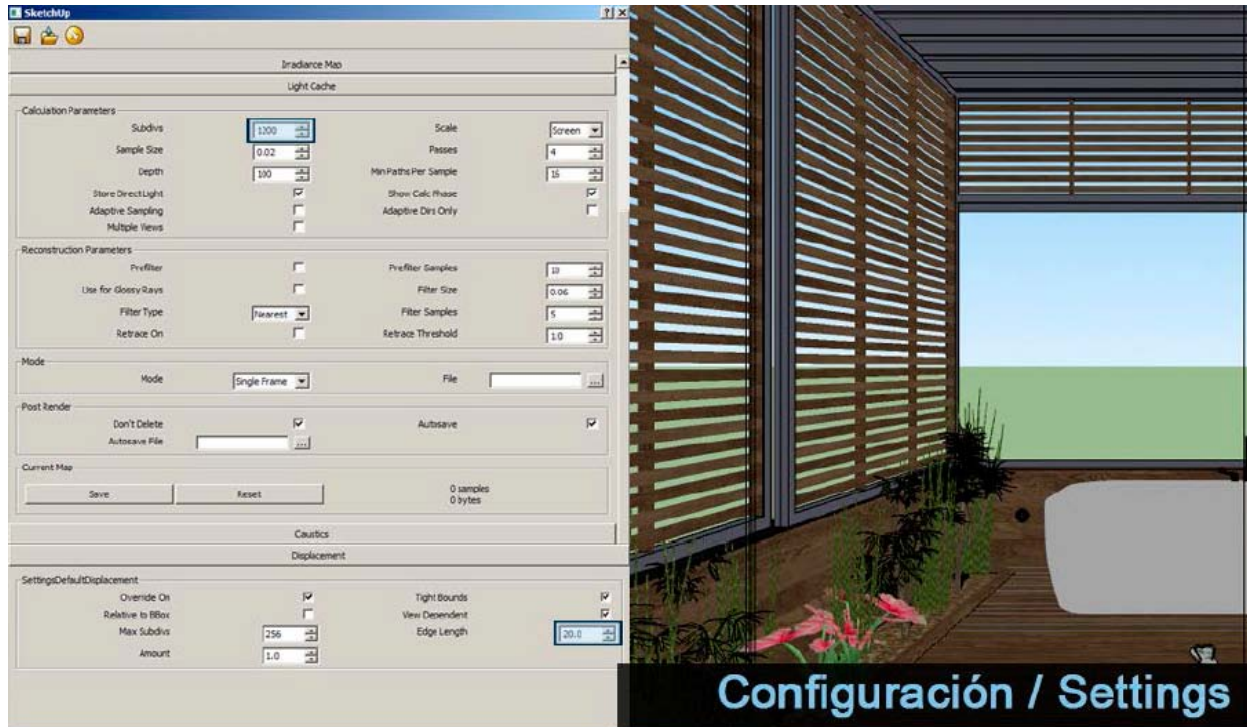 SketchUp
Irradiance Map
Light Cache
Calculation Parameters
Subdivs 1200 Scale Screen
Sample Size 0.02 Passes 4
Depth 100 Min Paths Per Sample 16
Store Direct Light Show Calc Phase
Adaptive Sampling Adaptive Dirs Only
Multiple Views
Reconstruction Parameters
Prefilter Prefilter Samples 10
Use for Glossy Rays Filter Size 0.06
Filter Type Nearest Filter Samples 5
Retrace On Retrace Threshold 1.0
Mode
Mode Single Frame File ...
Post Render
Don't Delete Autosave
Autosave File ...
Current Map
Save Reset 0 samples
0 bytes
Caustics
Displacement
SettingsDefaultDisplacement
Override On Tight Bounds
Relative to BBox View Dependent
Max Subdivs 256 Edge Length 20.0
Amount 1.0
Configuración / Settings